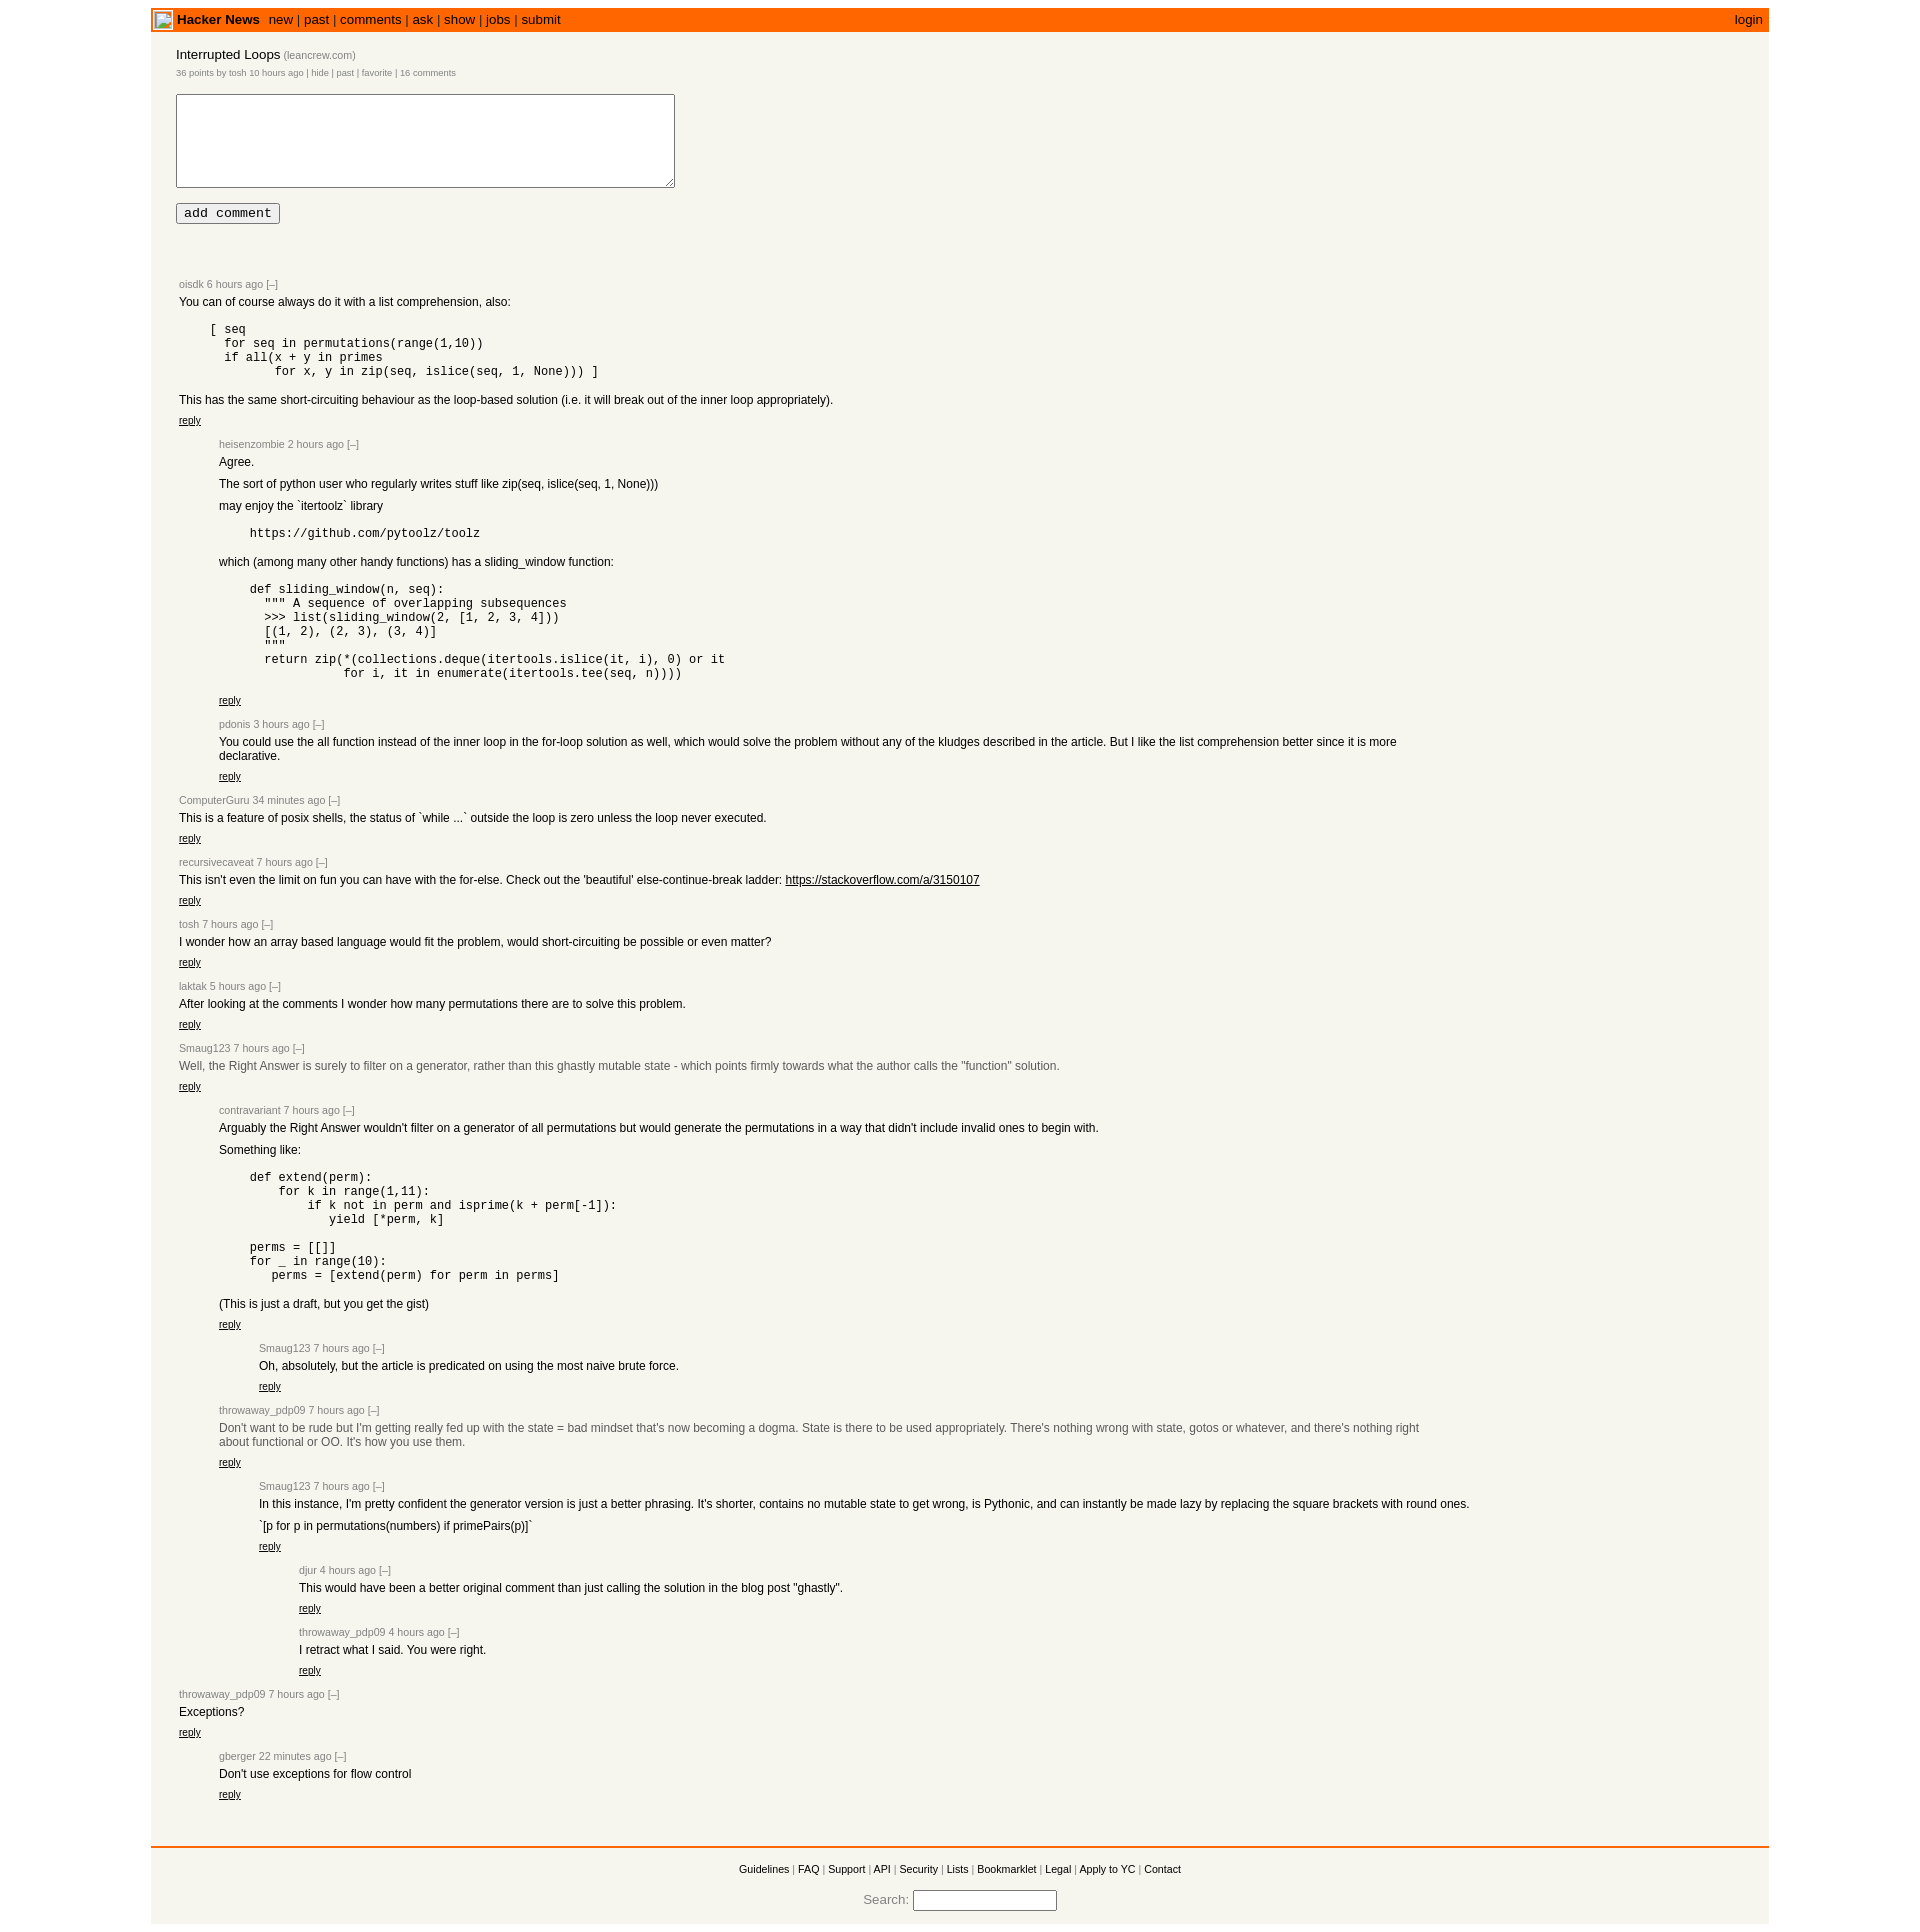 Hacker News new | past | comments | ask | show | jobs | submit login
Interrupted Loops (leancrew.com)
36 points by tosh 10 hours ago | hide | past | favorite | 16 comments
add comment
oisdk 6 hours ago [–]
You can of course always do it with a list comprehension, also:
[ seq
  for seq in permutations(range(1,10))
  if all(x + y in primes
         for x, y in zip(seq, islice(seq, 1, None))) ]
This has the same short-circuiting behaviour as the loop-based solution (i.e. it will break out of the inner loop appropriately).
reply
heisenzombie 2 hours ago [–]
Agree.
The sort of python user who regularly writes stuff like zip(seq, islice(seq, 1, None)))
may enjoy the `itertoolz` library
https://github.com/pytoolz/toolz
which (among many other handy functions) has a sliding_window function:
def sliding_window(n, seq):
  """ A sequence of overlapping subsequences
  >>> list(sliding_window(2, [1, 2, 3, 4]))
  [(1, 2), (2, 3), (3, 4)]
  """
  return zip(*(collections.deque(itertools.islice(it, i), 0) or it
             for i, it in enumerate(itertools.tee(seq, n))))
reply
pdonis 3 hours ago [–]
You could use the all function instead of the inner loop in the for-loop solution as well, which would solve the problem without any of the kludges described in the article. But I like the list comprehension better since it is more
declarative.
reply
ComputerGuru 34 minutes ago [–]
This is a feature of posix shells, the status of `while ...` outside the loop is zero unless the loop never executed.
reply
recursivecaveat 7 hours ago [–]
This isn't even the limit on fun you can have with the for-else. Check out the 'beautiful' else-continue-break ladder: https://stackoverflow.com/a/3150107
reply
tosh 7 hours ago [–]
I wonder how an array based language would fit the problem, would short-circuiting be possible or even matter?
reply
laktak 5 hours ago [–]
After looking at the comments I wonder how many permutations there are to solve this problem.
reply
Smaug123 7 hours ago [–]
Well, the Right Answer is surely to filter on a generator, rather than this ghastly mutable state - which points firmly towards what the author calls the "function" solution.
reply
contravariant 7 hours ago [–]
Arguably the Right Answer wouldn't filter on a generator of all permutations but would generate the permutations in a way that didn't include invalid ones to begin with.
Something like:
def extend(perm):
    for k in range(1,11):
        if k not in perm and isprime(k + perm[-1]):
           yield [*perm, k]
perms = [[]]
for _ in range(10):
   perms = [extend(perm) for perm in perms]
(This is just a draft, but you get the gist)
reply
Smaug123 7 hours ago [–]
Oh, absolutely, but the article is predicated on using the most naive brute force.
reply
throwaway_pdp09 7 hours ago [–]
Don't want to be rude but I'm getting really fed up with the state = bad mindset that's now becoming a dogma. State is there to be used appropriately. There's nothing wrong with state, gotos or whatever, and there's nothing right
about functional or OO. It's how you use them.
reply
Smaug123 7 hours ago [–]
In this instance, I'm pretty confident the generator version is just a better phrasing. It's shorter, contains no mutable state to get wrong, is Pythonic, and can instantly be made lazy by replacing the square brackets with round ones.
`[p for p in permutations(numbers) if primePairs(p)]`
reply
djur 4 hours ago [–]
This would have been a better original comment than just calling the solution in the blog post "ghastly".
reply
throwaway_pdp09 4 hours ago [–]
I retract what I said. You were right.
reply
throwaway_pdp09 7 hours ago [–]
Exceptions?
reply
gberger 22 minutes ago [–]
Don't use exceptions for flow control
reply
Guidelines | FAQ | Support | API | Security | Lists | Bookmarklet | Legal | Apply to YC | Contact
Search: